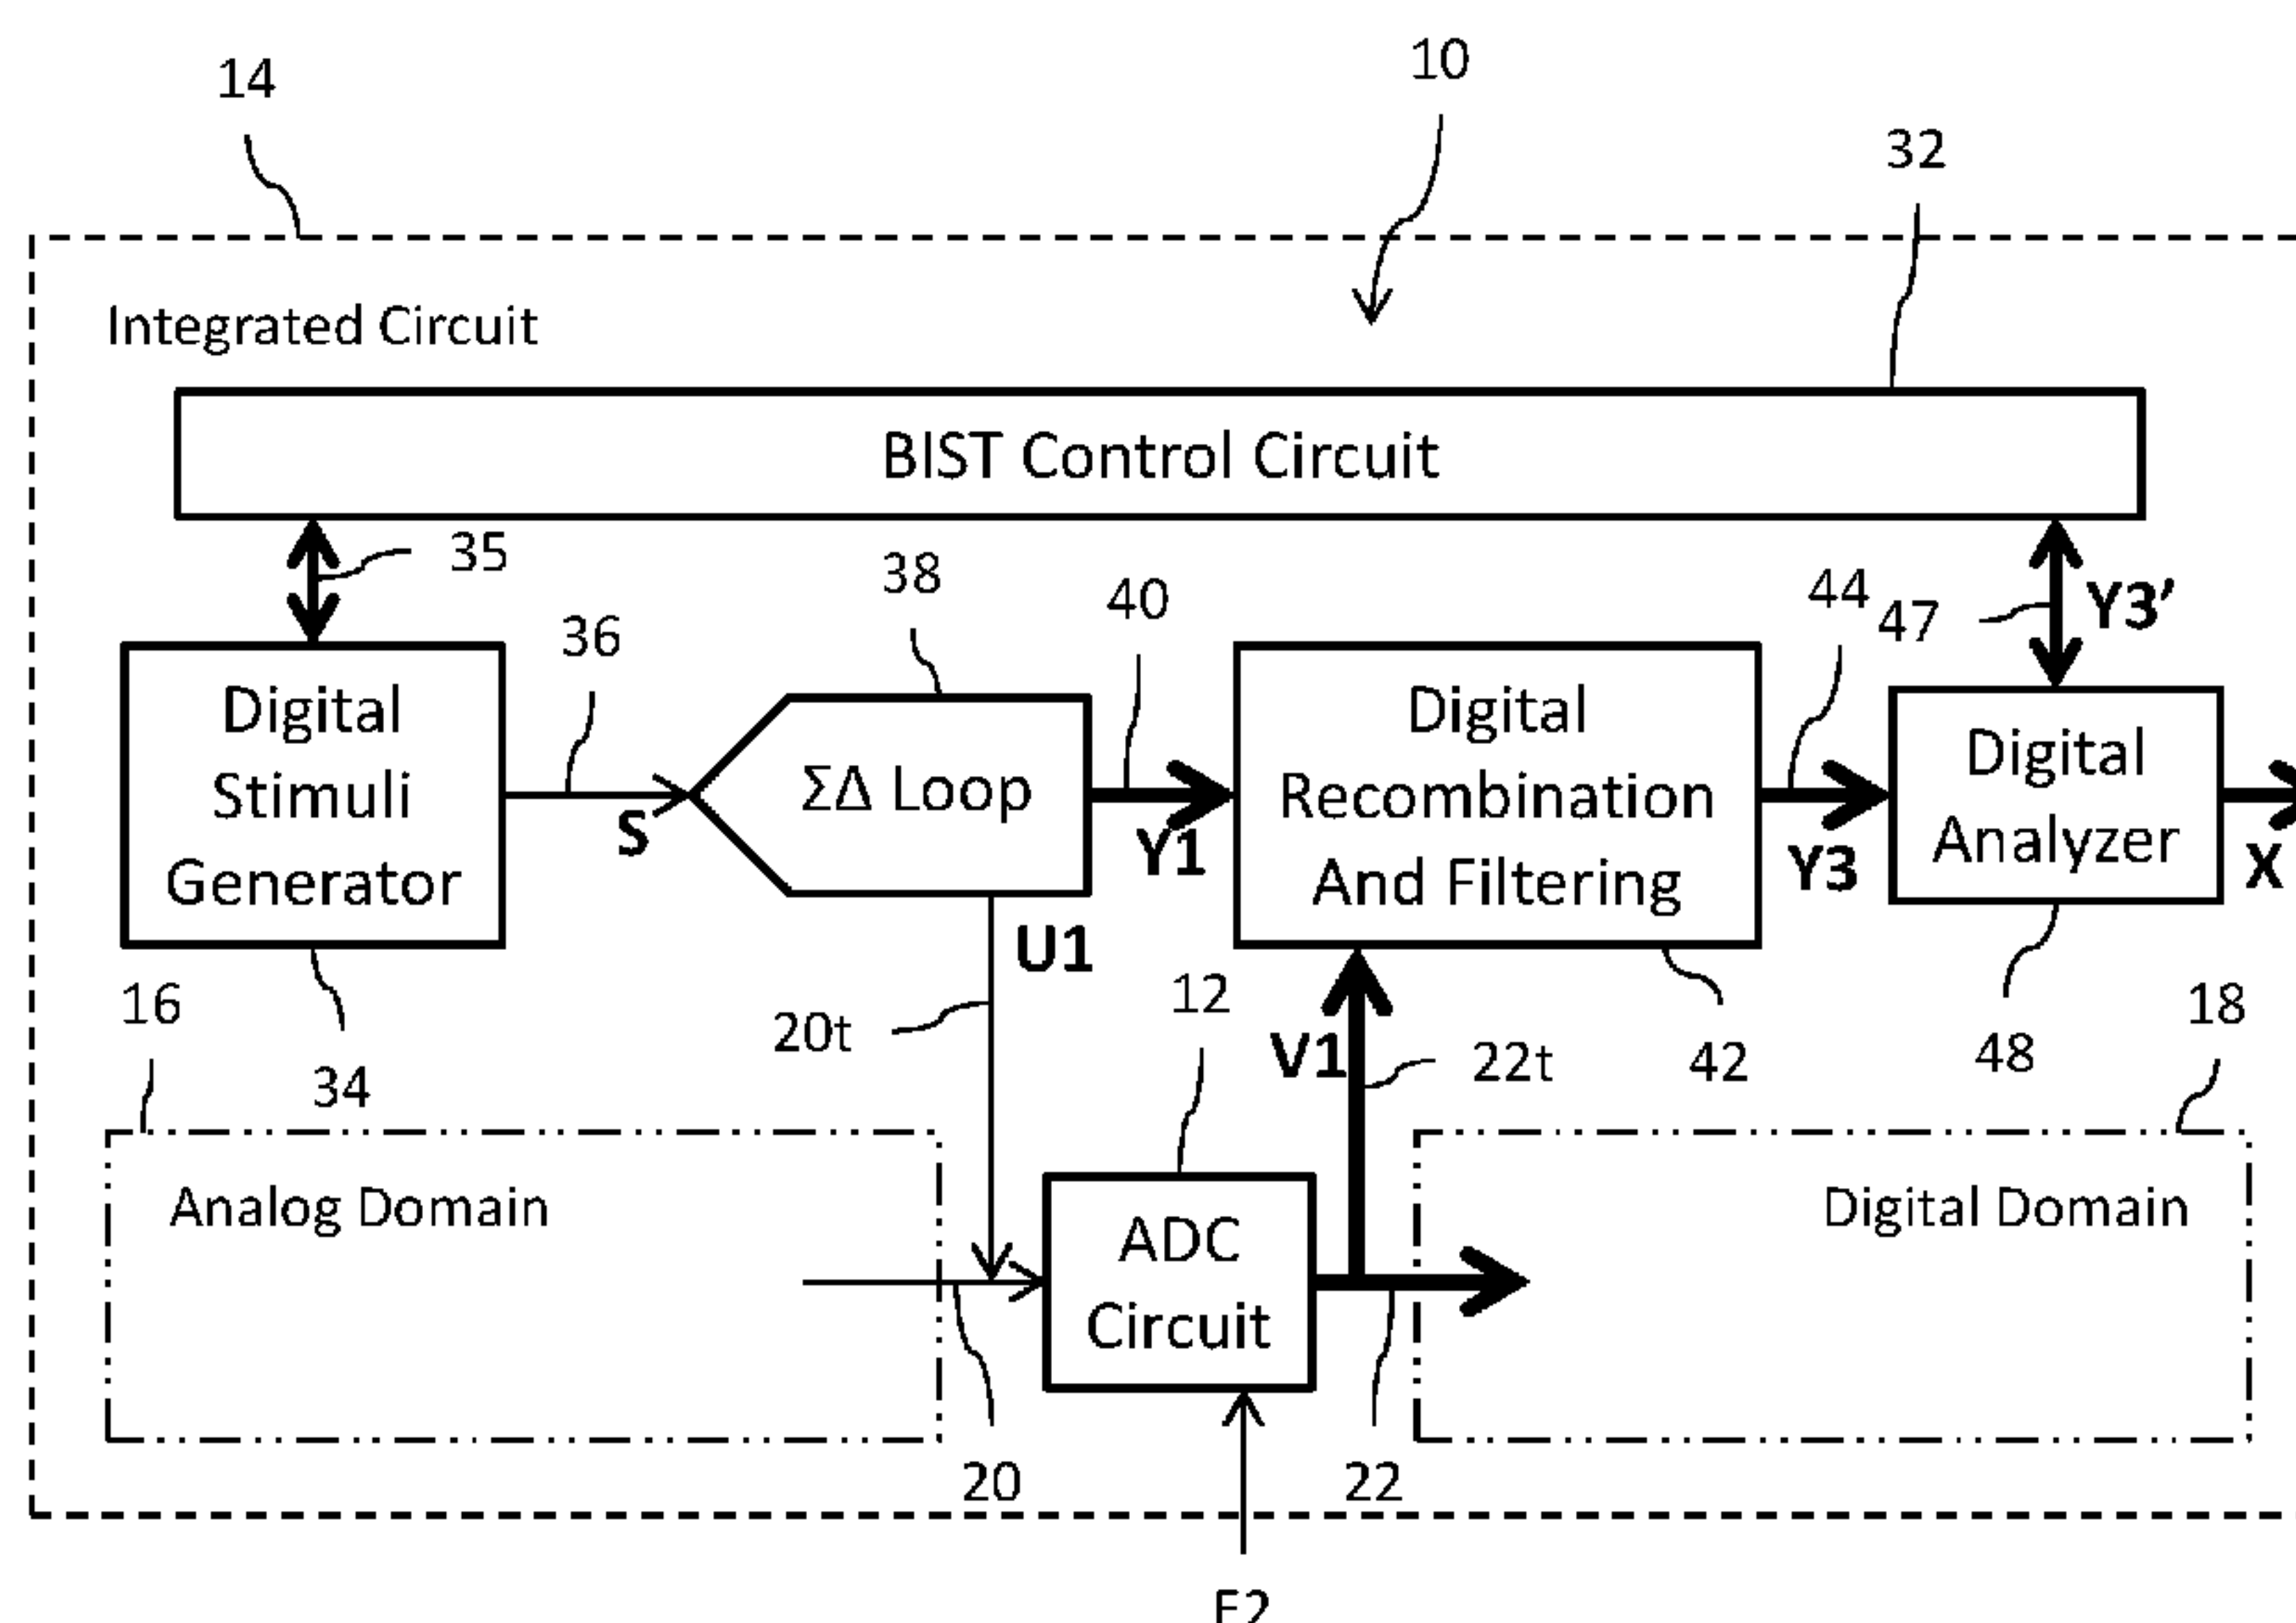 14
10
32
Integrated Circuit
BIST Control Circuit
35
38
40
44
47
Y3’
36
Digital
Stimuli
Generator
S
ΣΔ Loop
Y1
Digital
Recombination
And Filtering
Y3
Digital
Analyzer
X
U1
16
34
20t
12
V1
22t
42
48
18
Analog Domain
ADC
Circuit
Digital Domain
20
22